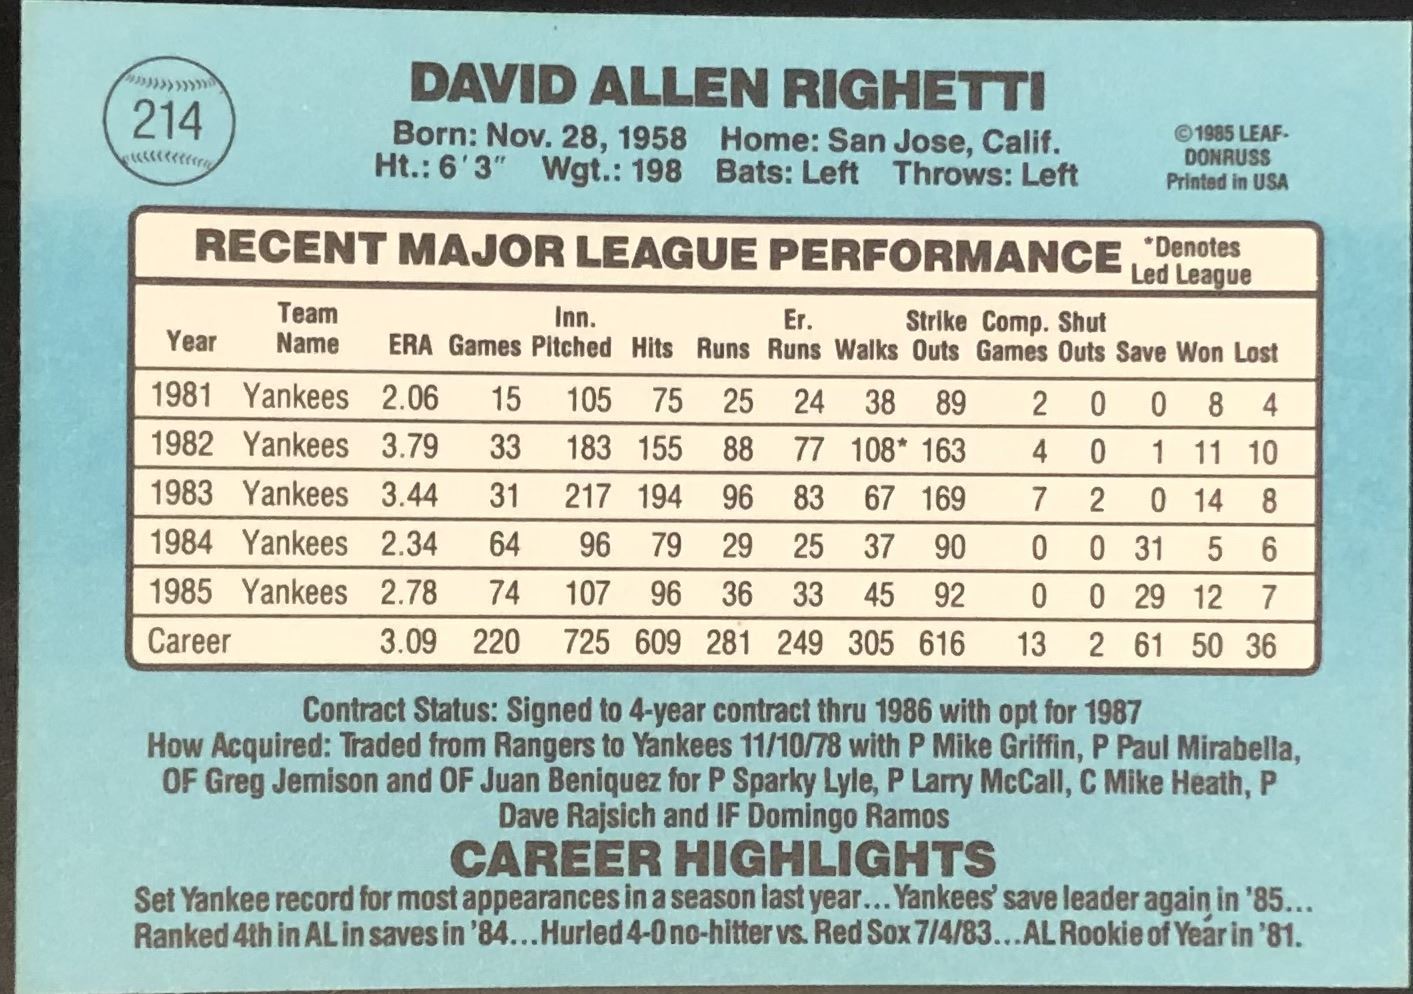 214
DAVID ALLEN RIGHETTI
Born: Nov. 28, 1958 Home: San Jose, Calif.
Ht.: 6'3" Wgt.: 198 Bats: Left Throws: Left
©1985 LEAF-
DONRUSS
Printed in USA
RECENT MAJOR LEAGUE PERFORMANCE *Denotes
Led League
Year Team Name ERA Games Inn. Pitched Hits Runs Er. Runs Walks Strike Outs Comp. Games Shut Outs Save Won Lost
1981 Yankees 2.06 15 105 75 25 24 38 89 2 0 0 8 4
1982 Yankees 3.79 33 183 155 88 77 108* 163 4 0 1 11 10
1983 Yankees 3.44 31 217 194 96 83 67 169 7 2 0 14 8
1984 Yankees 2.34 64 96 79 29 25 37 90 0 0 31 5 6
1985 Yankees 2.78 74 107 96 36 33 45 92 0 0 29 12 7
Career 3.09 220 725 609 281 249 305 616 13 2 61 50 36
Contract Status: Signed to 4-year contract thru 1986 with opt for 1987
How Acquired: Traded from Rangers to Yankees 11/10/78 with P Mike Griffin, P Paul Mirabella,
OF Greg Jemison and OF Juan Beniquez for P Sparky Lyle, P Larry McCall, C Mike Heath, P
Dave Rajsich and IF Domingo Ramos
CAREER HIGHLIGHTS
Set Yankee record for most appearances in a season last year...Yankees' save leader again in '85...
Ranked 4th in AL in saves in '84...Hurled 4-0 no-hitter vs. Red Sox 7/4/83...AL Rookie of Year in '81.